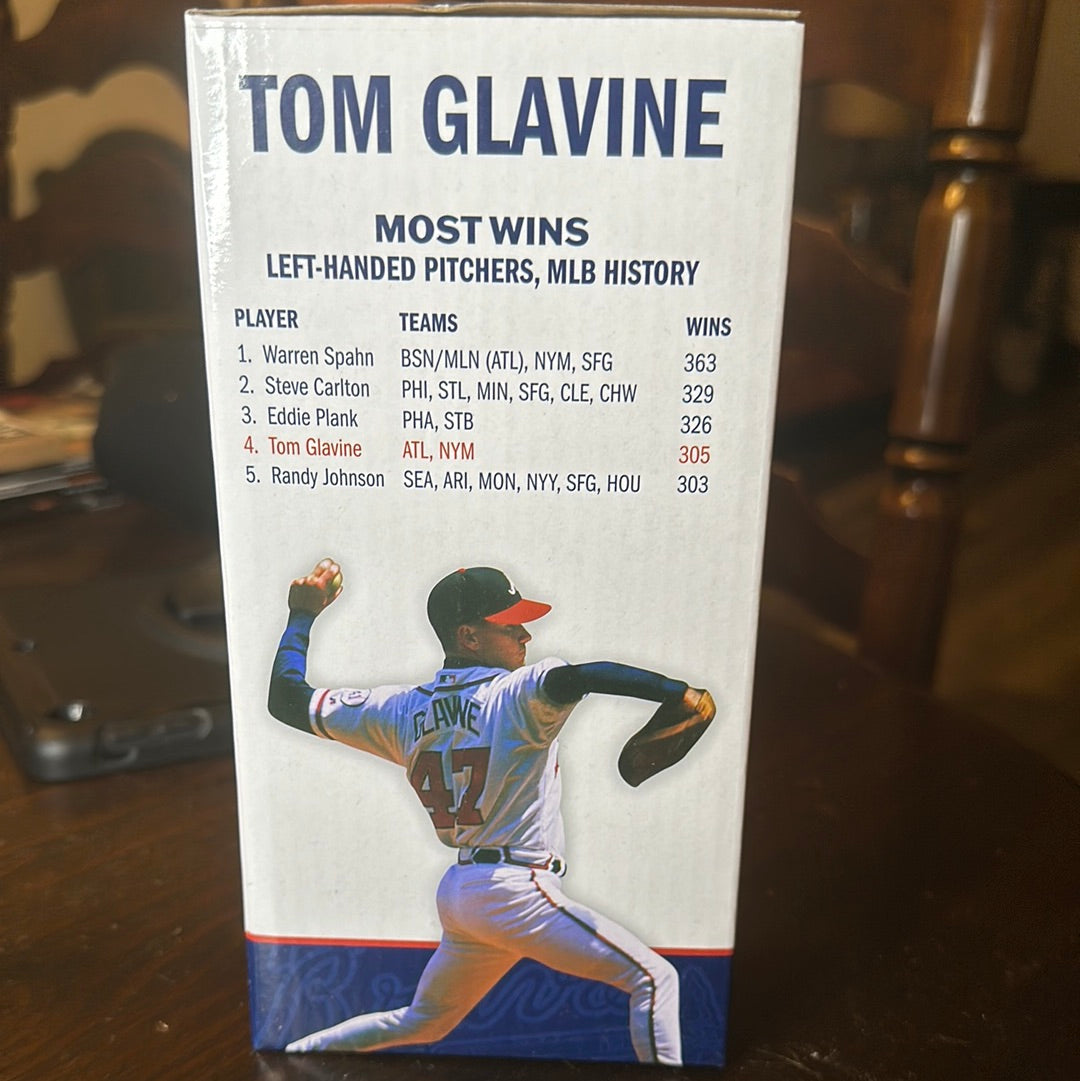 TOM GLAVINE
MOST WINS
LEFT-HANDED PITCHERS, MLB HISTORY
PLAYER TEAMS WINS
1. Warren Spahn BSN/MLN (ATL), NYM, SFG 363
2. Steve Carlton PHI, STL, MIN, SFG, CLE, CHW 329
3. Eddie Plank PHA, STB 326
4. Tom Glavine ATL, NYM 305
5. Randy Johnson SEA, ARI, MON, NYY, SFG, HOU 303
GLAVINE
47
Braves